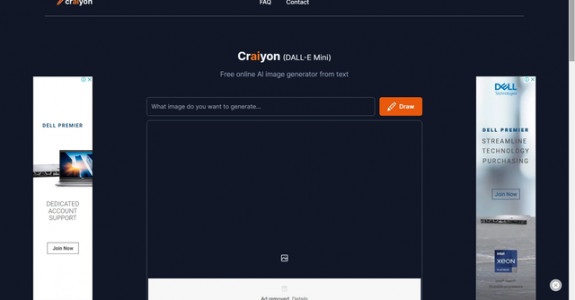 craiyon
FAQ
Contact
Craiyon (DALL-E Mini)
Free online AI image generator from text
What image do you want to generate...
Draw
DELL PREMIER
DEDICATED
ACCOUNT
SUPPORT
Join Now
DELL
Technologies
DELL PREMIER
STREAMLINE
TECHNOLOGY
PURCHASING
Join Now
intel
XEON
Ad removed. Details